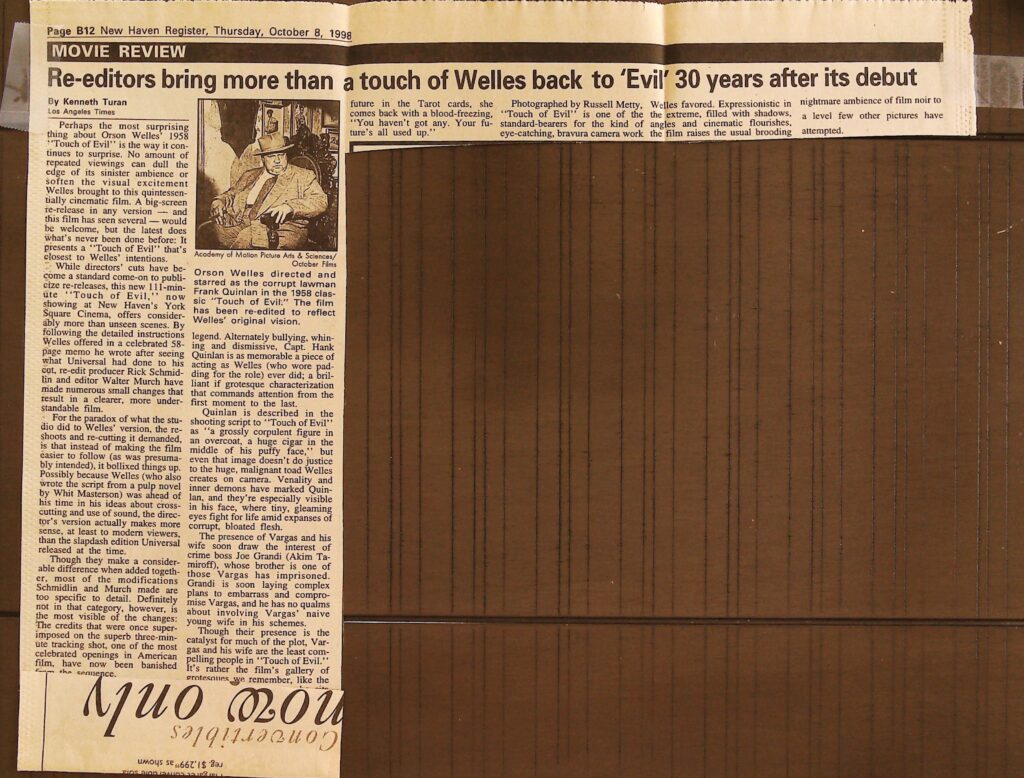 Page B12 New Haven Register, Thursday, October 8, 1998
MOVIE REVIEW
Re-editors bring more than a touch of Welles back to ‘Evil’ 30 years after its debut
By Kenneth Turan
Los Angeles Times
Perhaps the most surprising
thing about Orson Welles' 1958
"Touch of Evil" is the way it con-
tinues to surprise. No amount of
repeated viewings can dull the
edge of its sinister ambience or
soften the visual excitement
Welles brought to this quintessen-
tially cinematic film. A big-screen
re-release in any version — and
this film has seen several — would
be welcome, but the latest does
what's never been done before: It
presents a "Touch of Evil" that's
closest to Welles' intentions.
While directors' cuts have be-
come a standard come-on to publi-
cize re-releases, this new 111-min-
ute "Touch of Evil," now
showing at New Haven's York
Square Cinema, offers consider-
ably more than unseen scenes. By
following the detailed instructions
Welles offered in a celebrated 58-
page memo he wrote after seeing
what Universal had done to his
cut, re-edit producer Rick Schmid-
lin and editor Walter Murch have
made numerous small changes that
result in a clearer, more under-
standable film.
For the paradox of what the stu-
dio did to Welles' version, the re-
shoots and re-cutting it demanded,
is that instead of making the film
easier to follow (as was presuma-
bly intended), it bollixed things up.
Possibly because Welles (who also
wrote the script from a pulp novel
by Whit Masterson) was ahead of
his time in his ideas about cross-
cutting and use of sound, the direc-
tor's version actually makes more
sense, at least to modern viewers,
than the slapdash edition Universal
released at the time.
Though they make a consider-
able difference when added togeth-
er, most of the modifications
Schmidlin and Murch made are
too specific to detail. Definitely
not in that category, however, is
the most visible of the changes:
The credits that were once super-
imposed on the superb three-min-
ute tracking shot, one of the most
celebrated openings in American
film, have now been banished
from the sequence.
Academy of Motion Picture Arts & Sciences/
October Films
Orson Welles directed and
starred as the corrupt lawman
Frank Quinlan in the 1958 clas-
sic "Touch of Evil." The film
has been re-edited to reflect
Welles' original vision.
legend. Alternately bullying, whin-
ing and dismissive, Capt. Hank
Quinlan is as memorable a piece of
acting as Welles (who wore pad-
ding for the role) ever did; a bril-
liant if grotesque characterization
that commands attention from the
first moment to the last.
Quinlan is described in the
shooting script to "Touch of Evil"
as "a grossly corpulent figure in
an overcoat, a huge cigar in the
middle of his puffy face," but
even that image doesn't do justice
to the huge, malignant toad Welles
creates on camera. Venality and
inner demons have marked Quin-
lan, and they're especially visible
in his face, where tiny, gleaming
eyes fight for life amid expanses of
corrupt, bloated flesh.
The presence of Vargas and his
wife soon draw the interest of
crime boss Joe Grandi (Akim Ta-
miroff), whose brother is one of
those Vargas has imprisoned.
Grandi is soon laying complex
plans to embarrass and compro-
mise Vargas, and he has no qualms
about involving Vargas' naive
young wife in his schemes.
Though their presence is the
catalyst for much of the plot, Var-
gas and his wife are the least com-
pelling people in "Touch of Evil."
It's rather the film's gallery of
grotesques we remember, like the
future in the Tarot cards, she
comes back with a blood-freezing,
"You haven't got any. Your fu-
ture's all used up."
Photographed by Russell Metty,
"Touch of Evil" is one of the
standard-bearers for the kind of
eye-catching, bravura camera work
Welles favored. Expressionistic in
the extreme, filled with shadows,
angles and cinematic flourishes,
the film raises the usual brooding
nightmare ambience of film noir to
a level few other pictures have
attempted.
now only
Convertibles
reg $1,299" as shown